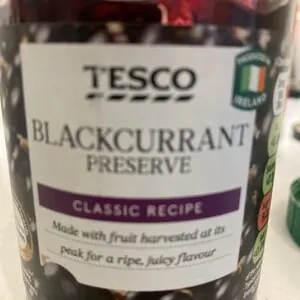 TESCO
PRODUCED IN
IRELAND
BLACKCURRANT
PRESERVE
CLASSIC RECIPE
Made with fruit harvested at its
peak for a ripe, juicy flavour